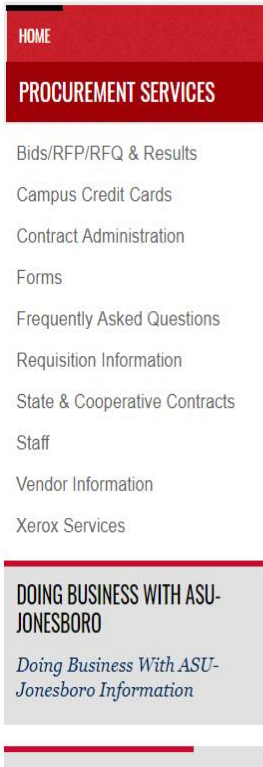 HOME
PROCUREMENT SERVICES
Bids/RFP/RFQ & Results
Campus Credit Cards
Contract Administration
Forms
Frequently Asked Questions
Requisition Information
State & Cooperative Contracts
Staff
Vendor Information
Xerox Services
DOING BUSINESS WITH ASU-
JONESBORO
Doing Business With ASU-
Jonesboro Information